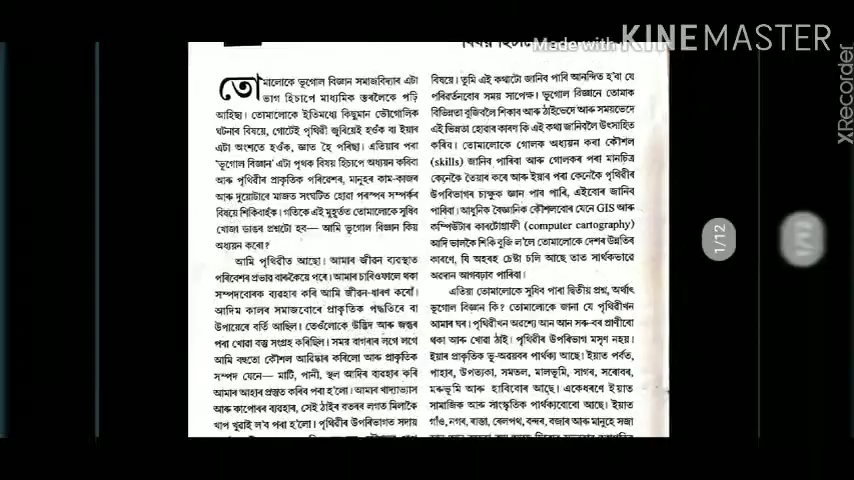 Made with KINEMASTER
XRecorder
বিষয় হিচাপে
তোমালোকে ভূগোল বিজ্ঞান সমাজবিদ্যাৰ এটা
ভাগ হিচাপে মাধ্যমিক স্তৰলৈকে পঢ়ি
আহিছা। তোমালোকে ইতিমধ্যে কিছুমান ভৌগোলিক
ঘটনাৰ বিষয়ে, গোটেই পৃথিৱী জুৰিয়েই হওঁক বা ইয়াৰ
এটা অংশতে হওঁক, জ্ঞাত হৈ পৰিছা। এতিয়াৰ পৰা
'ভূগোল বিজ্ঞান' এটা পৃথক বিষয় হিচাপে অধ্যয়ন কৰিবা
আৰু পৃথিৱীৰ প্ৰাকৃতিক পৰিৱেশৰ, মানুহৰ কাম-কাজৰ
আৰু দুয়োটাৰে মাজত সংঘটিত হোৱা পৰস্পৰ সম্পৰ্কৰ
বিষয়ে শিকিবাহঁক। গতিকে এই মুহূৰ্তত তোমালোকে সুধিব
খোজা ডাঙৰ প্ৰশ্নটো হব— আমি ভূগোল বিজ্ঞান কিয়
অধ্যয়ন কৰো?
আমি পৃথিৱীত আছো। আমাৰ জীৱন ব্যৱস্থাত
পৰিবেশৰ প্ৰভাৱ বাৰুকৈয়ে পৰে। আমাৰ চাৰিওফালে থকা
সম্পদবোৰক ব্যৱহাৰ কৰি আমি জীৱন-ধাৰণ কৰোঁ।
আদিম কালৰ সমাজবোৰে প্ৰাকৃতিক পদ্ধতিৰে বা
উপায়েৰে বৰ্তি আছিল। তেওঁলোকে উদ্ভিদ আৰু জন্তুৰ
পৰা খোৱা বস্তু সংগ্ৰহ কৰিছিল। সময় বাগৰাৰ লগে লগে
আমি বহুতো কৌশল আৱিষ্কাৰ কৰিলো আৰু প্ৰাকৃতিক
সম্পদ যেনে— মাটি, পানী, স্থল আদিৰ ব্যৱহাৰ কৰি
আমাৰ আহাৰ প্ৰস্তুত কৰিব পৰা হ'লো। আমাৰ খাদ্যাভ্যাস
আৰু কাপোৰৰ ব্যৱহাৰ, সেই ঠাইৰ বতৰৰ লগত মিলাকৈ
খাপ খুৱাই ল'ব পৰা হ'লো। পৃথিৱীৰ উপৰিভাগত সদায়
বিষয়ে। তুমি এই কথাটো জানিব পাৰি আনন্দিত হ'বা যে
পৰিৱৰ্তনবোৰ সময় সাপেক্ষ। ভূগোল বিজ্ঞানে তোমাক
বিভিন্নতা বুজিবলৈ শিকাব আৰু ঠাইভেদে আৰু সময়ভেদে
এই ভিন্নতা হোৱাৰ কাৰণ কি এই কথা জানিবলৈ উৎসাহিত
কৰিব। তোমালোকে গোলক অধ্যয়ন কৰা কৌশল
(skills) জানিব পাৰিবা আৰু গোলকৰ পৰা মানচিত্ৰ
কেনেকৈ তৈয়াৰ কৰে আৰু ইয়াৰ পৰা কেনেকৈ পৃথিৱীৰ
উপৰিভাগৰ চাক্ষুক জ্ঞান পাব পাৰি, এইবোৰ জানিব
পাৰিবা। আধুনিক বৈজ্ঞানিক কৌশলবোৰ যেনে GIS আৰু
কম্পিউটাৰ কাৰটোগ্ৰাফী (computer cartography)
আদি ভালকৈ শিকি বুজি ল'লে তোমালোকে দেশৰ উন্নতিৰ
কাৰণে, যি অহৰহ চেষ্টা চলি আছে তাত সাৰ্থকভাৱে
অৱদান আগবঢ়াব পাৰিবা।
এতিয়া তোমালোকে সুধিব পাৰা দ্বিতীয় প্ৰশ্ন, অৰ্থাৎ
ভূগোল বিজ্ঞান কি? তোমালোকে জানা যে পৃথিৱীখন
আমাৰ ঘৰ। পৃথিৱীখন অৱশ্যে আন আন সৰু-বৰ প্ৰাণীৰো
থকা আৰু খোৱা ঠাই। পৃথিৱীৰ উপৰিভাগ মসৃণ নহয়।
ইয়াৰ প্ৰাকৃতিক ভূ-অৱয়বৰ পাৰ্থক্য আছে। ইয়াত পৰ্বত,
পাহাৰ, উপত্যকা, সমতল, মালভূমি, সাগৰ, সৰোবৰ,
মৰুভূমি আৰু হাবিবোৰ আছে। একেধৰণে ইয়াত
সামাজিক আৰু সাংস্কৃতিক পাৰ্থক্যবোৰো আছে। ইয়াত
গাঁও, নগৰ, ৰাস্তা, ৰেলপথ, বন্দৰ, বজাৰ আৰু মানুহে সজা
1/12
1/12